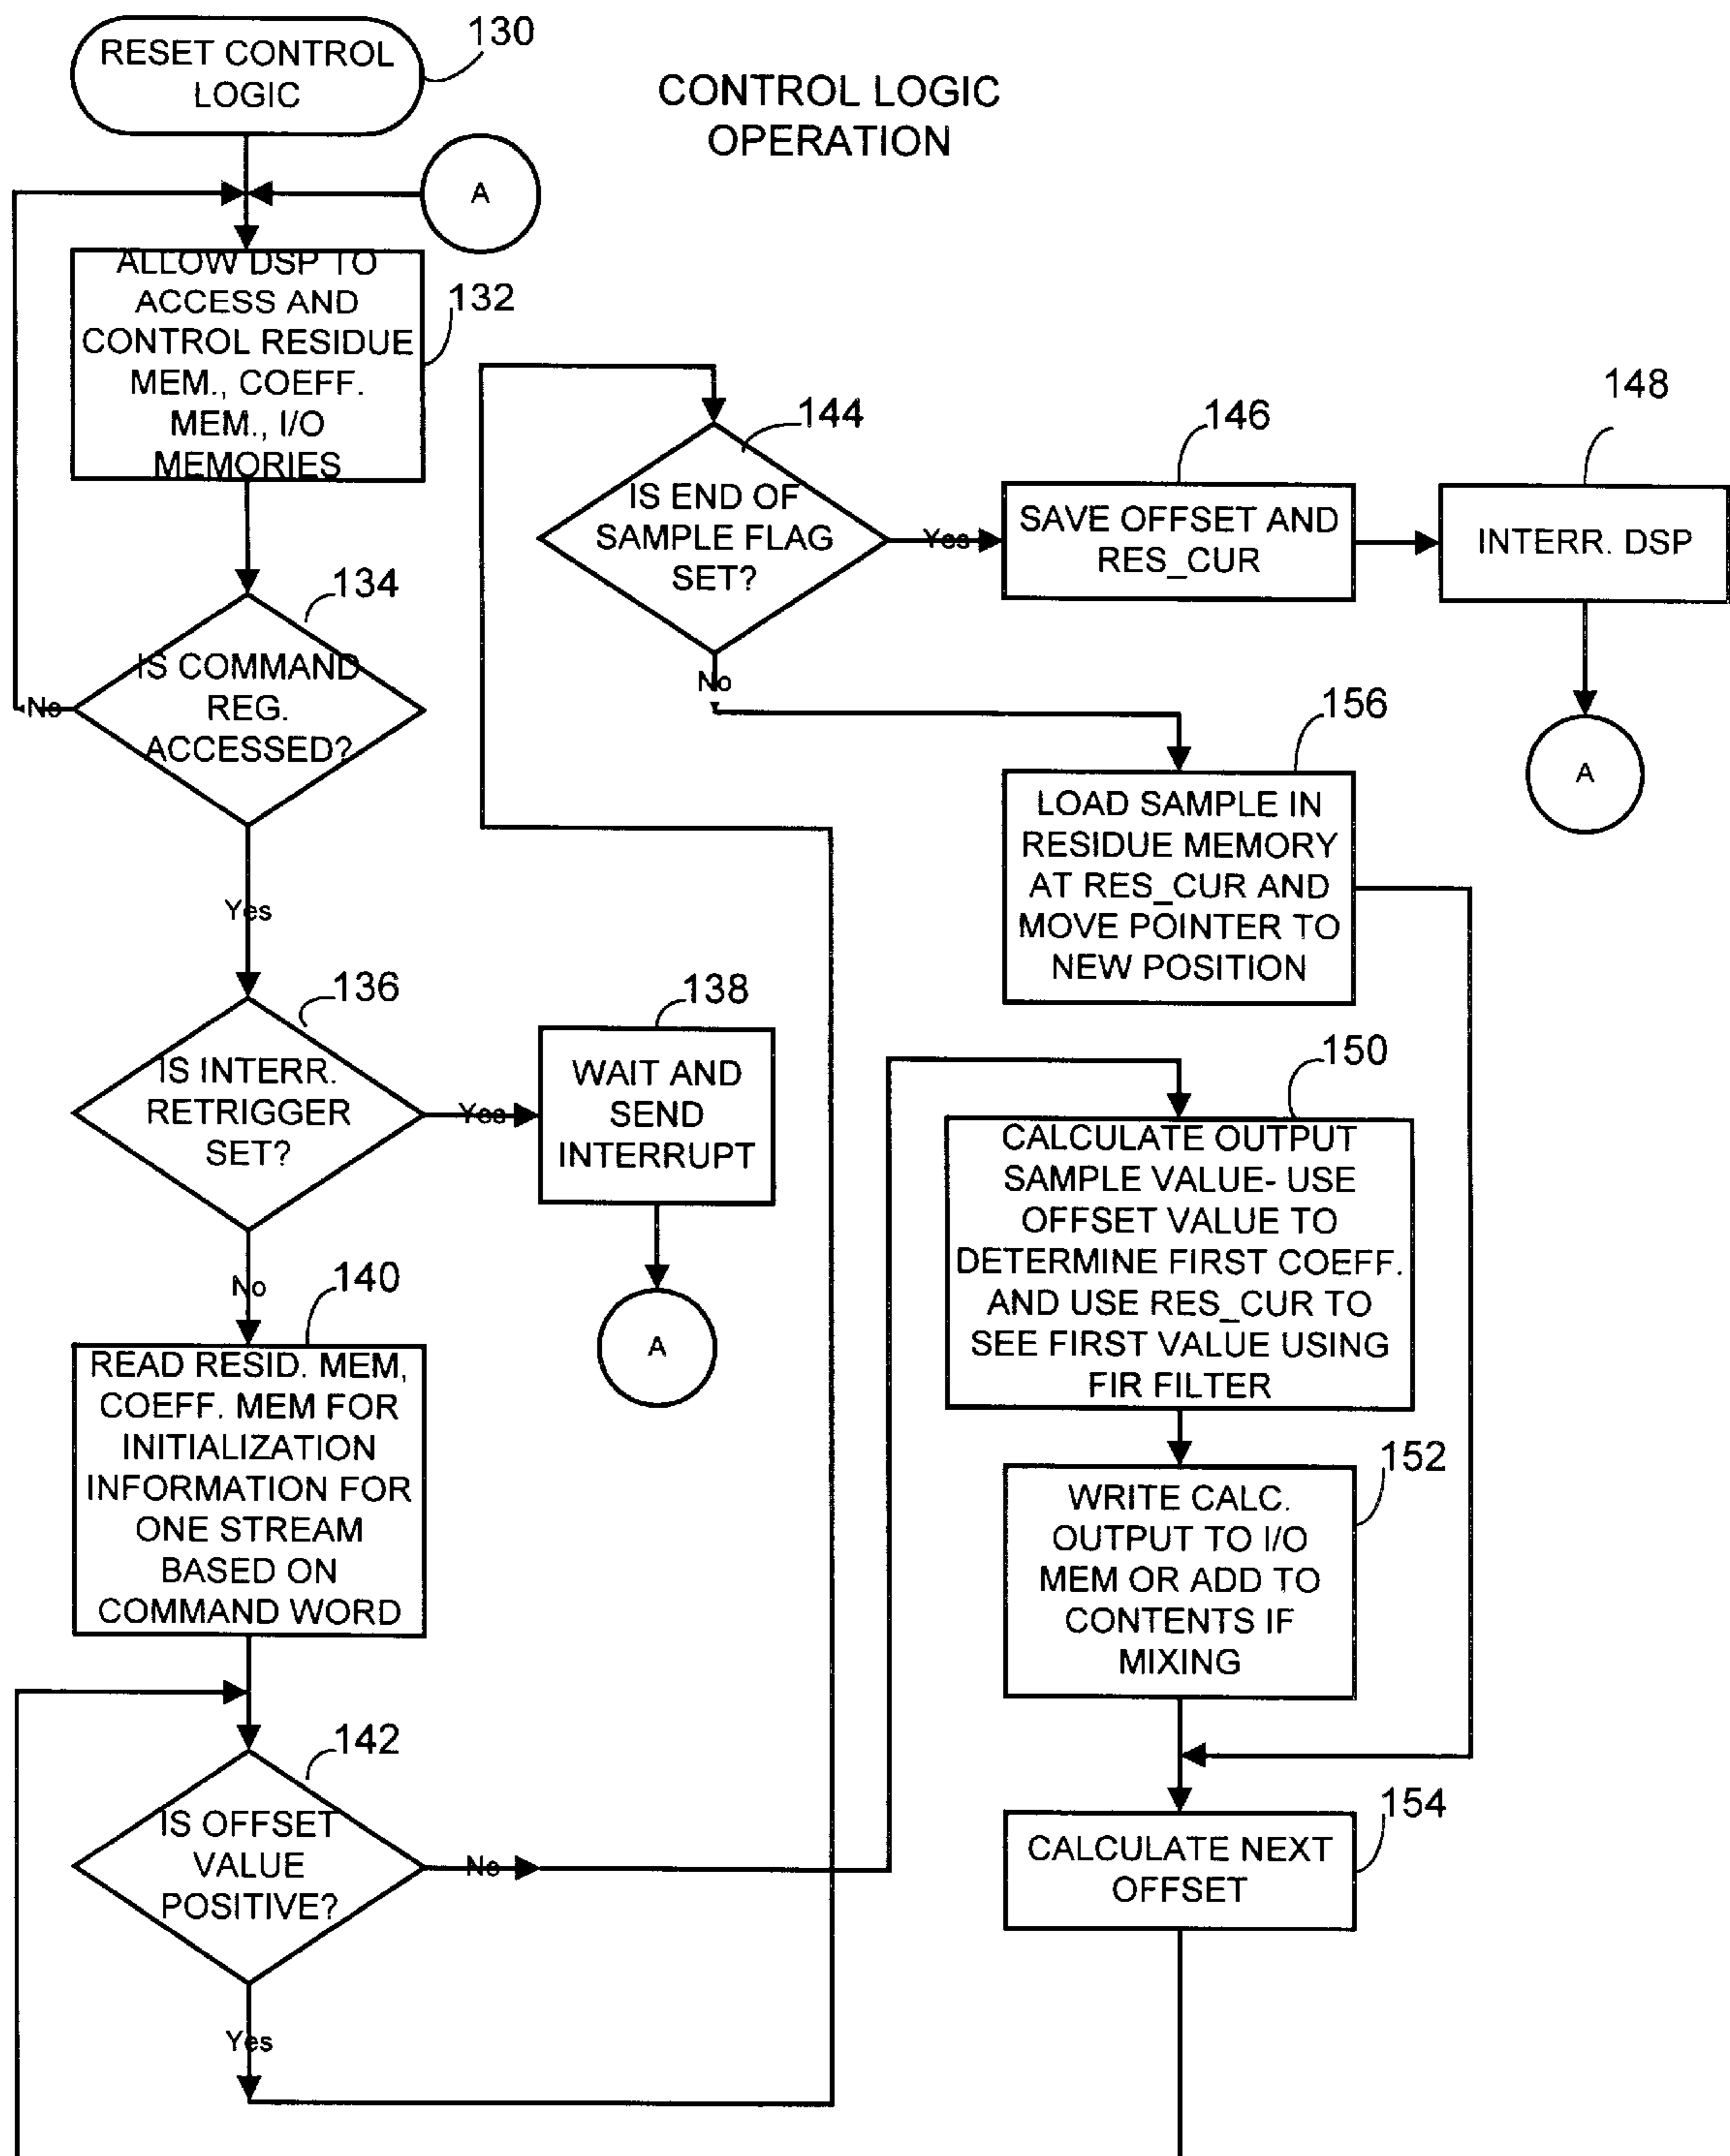 RESET CONTROL
LOGIC
130
CONTROL LOGIC
OPERATION
A
ALLOW DSP TO
ACCESS AND
CONTROL RESIDUE
MEM., COEFF.
MEM., I/O
MEMORIES
132
134
IS COMMAND
REG.
ACCESSED?
No
Yes
136
IS INTERR.
RETRIGGER
SET?
Yes
138
WAIT AND
SEND
INTERRUPT
A
No
140
READ RESID. MEM,
COEFF. MEM FOR
INITIALIZATION
INFORMATION FOR
ONE STREAM
BASED ON
COMMAND WORD
142
IS OFFSET
VALUE
POSITIVE?
No
Yes
144
IS END OF
SAMPLE FLAG
SET?
Yes
146
SAVE OFFSET AND
RES_CUR
148
INTERR. DSP
A
No
156
LOAD SAMPLE IN
RESIDUE MEMORY
AT RES_CUR AND
MOVE POINTER TO
NEW POSITION
150
CALCULATE OUTPUT
SAMPLE VALUE- USE
OFFSET VALUE TO
DETERMINE FIRST COEFF.
AND USE RES_CUR TO
SEE FIRST VALUE USING
FIR FILTER
152
WRITE CALC.
OUTPUT TO I/O
MEM OR ADD TO
CONTENTS IF
MIXING
154
CALCULATE NEXT
OFFSET